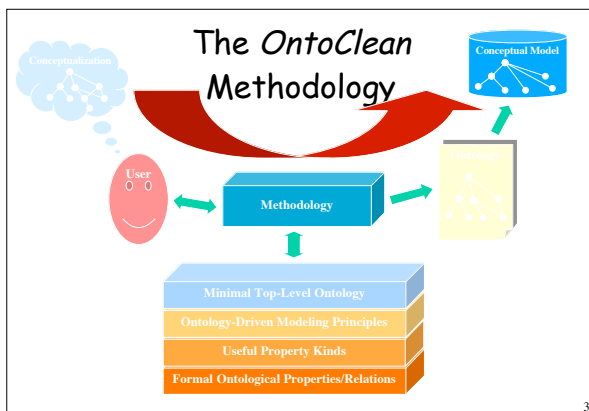 The OntoClean
Methodology
Conceptualization
Conceptual Model
User
Methodology
Ontology
Minimal Top-Level Ontology
Ontology-Driven Modeling Principles
Useful Property Kinds
Formal Ontological Properties/Relations
3